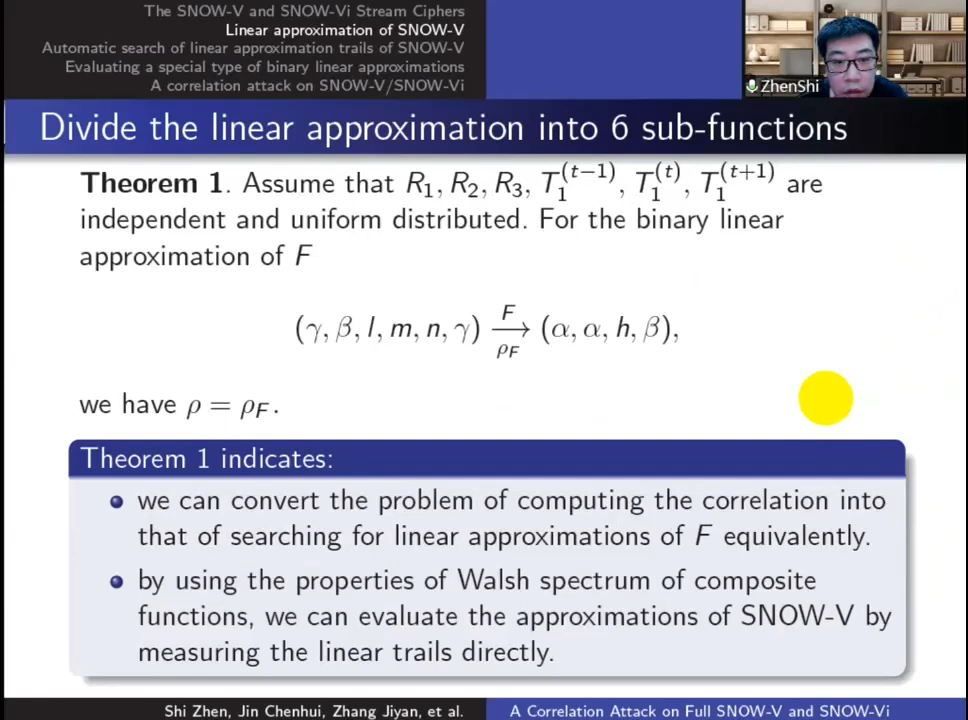 The SNOW-V and SNOW-Vi Stream Ciphers
Linear approximation of SNOW-V
Automatic search of linear approximation trails of SNOW-V
Evaluating a special type of binary linear approximations
A correlation attack on SNOW-V/SNOW-Vi
ZhenShi
Divide the linear approximation into 6 sub-functions
Theorem 1. Assume that R₁, R₂, R₃, T₁⁽ᵗ⁻¹⁾, T₁⁽ᵗ⁾, T₁⁽ᵗ⁺¹⁾ are
independent and uniform distributed. For the binary linear
approximation of F
(γ, β, l, m, n, γ) \xrightarrow[ρ_F]{F} (α, α, h, β),
we have ρ = ρ_F.
Theorem 1 indicates:
we can convert the problem of computing the correlation into
that of searching for linear approximations of F equivalently.
by using the properties of Walsh spectrum of composite
functions, we can evaluate the approximations of SNOW-V by
measuring the linear trails directly.
Shi Zhen, Jin Chenhui, Zhang Jiyan, et al.
A Correlation Attack on Full SNOW-V and SNOW-Vi